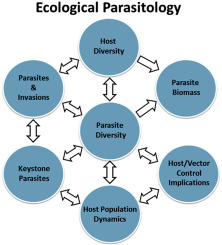 Ecological Parasitology
Host
Diversity
Parasites
&
Invasions
Parasite
Biomass
Parasite
Diversity
Keystone
Parasites
Host/Vector
Control
Implications
Host Population
Dynamics